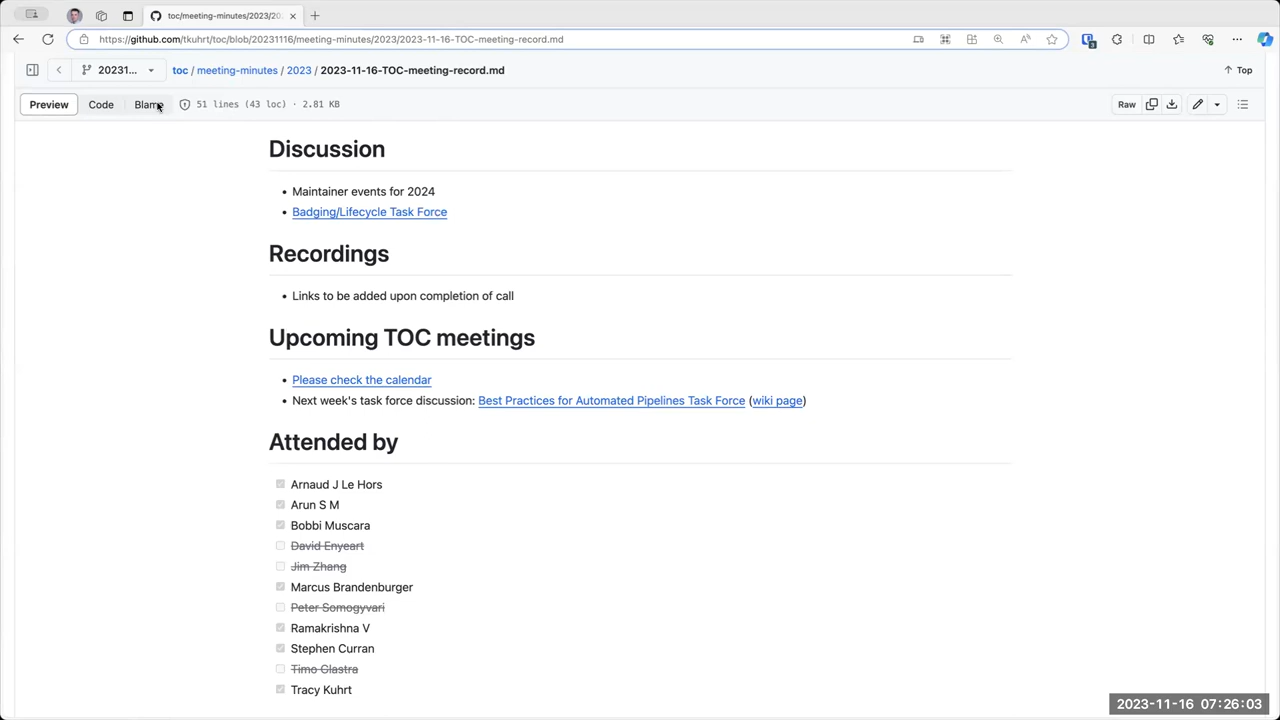 toc/meeting-minutes/2023/20
https://github.com/tkuhrt/toc/blob/20231116/meeting-minutes/2023/2023-11-16-TOC-meeting-record.md
20231... toc / meeting-minutes / 2023 / 2023-11-16-TOC-meeting-record.md Top
Preview Code Blame 51 lines (43 loc) · 2.81 KB Raw
Discussion
• Maintainer events for 2024
• Badging/Lifecycle Task Force
Recordings
• Links to be added upon completion of call
Upcoming TOC meetings
• Please check the calendar
• Next week's task force discussion: Best Practices for Automated Pipelines Task Force (wiki page)
Attended by
Arnaud J Le Hors
Arun S M
Bobbi Muscara
David Enyeart
Jim Zhang
Marcus Brandenburger
Peter Somogyvari
Ramakrishna V
Stephen Curran
Timo Glastra
Tracy Kuhrt
2023-11-16 07:26:03